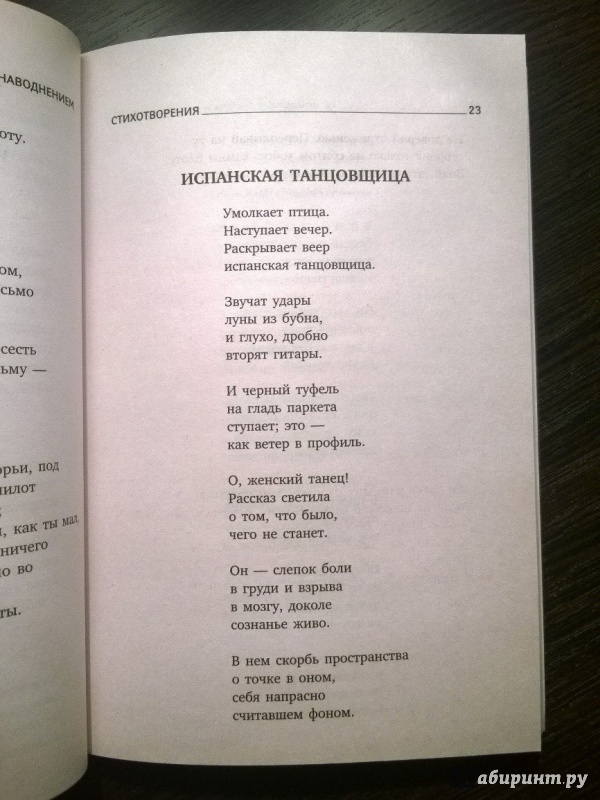 НАВОДНЕНИЕМ
оту.
ом,
сьмо
сесть
ьму —
орьи, под
пилот
, как ты мал,
ничего
но во
ты.
СТИХОТВОРЕНИЯ 23
ИСПАНСКАЯ ТАНЦОВЩИЦА
Умолкает птица.
Наступает вечер.
Раскрывает веер
испанская танцовщица.
Звучат удары
луны из бубна,
и глухо, дробно
вторят гитары.
И черный туфель
на гладь паркета
ступает; это —
как ветер в профиль.
О, женский танец!
Рассказ светила
о том, что было,
чего не станет.
Он — слепок боли
в груди и взрыва
в мозгу, доколе
сознанье живо.
В нем скорбь пространства
о точке в оном,
себя напрасно
считавшем фоном.
абиринт.ру